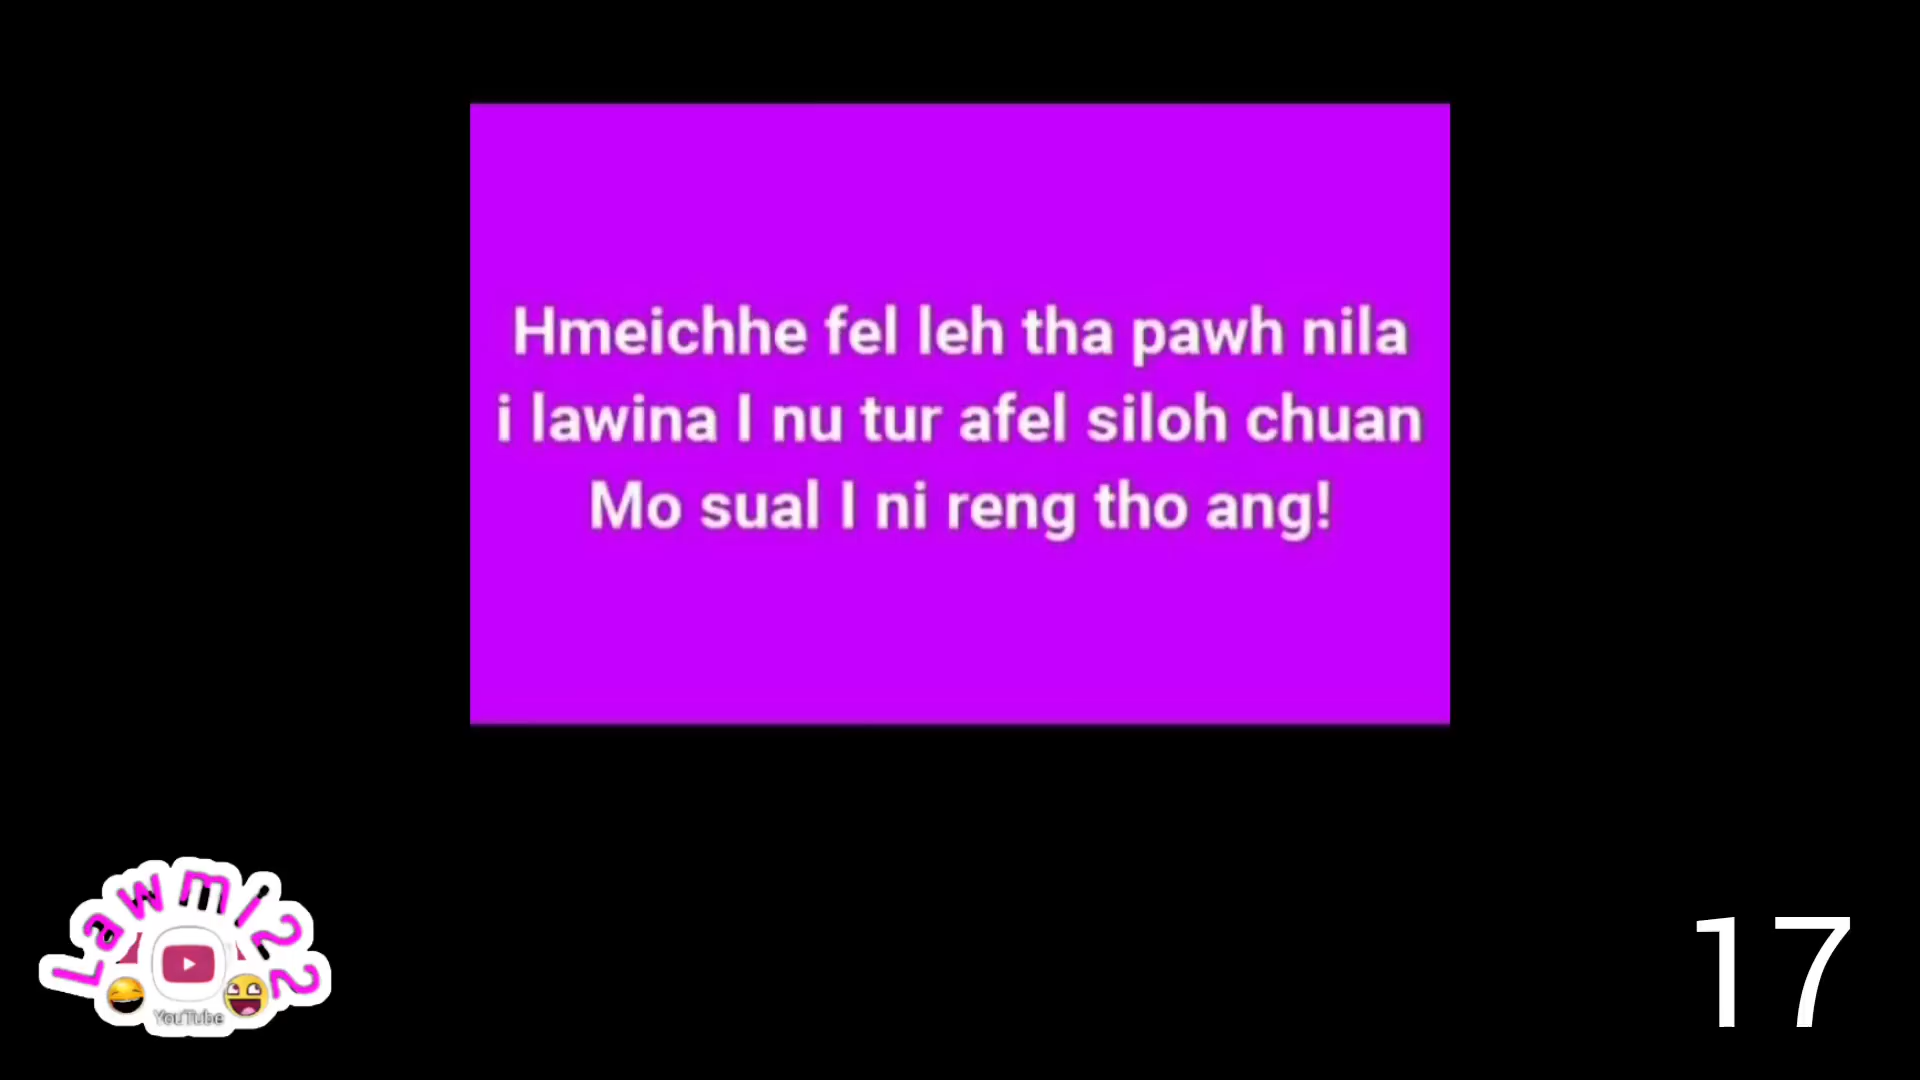 Hmeichhe fel leh tha pawh nila
i lawina I nu tur afel siloh chuan
Mo sual I ni reng tho ang!
Lawmi22
YouTube
17